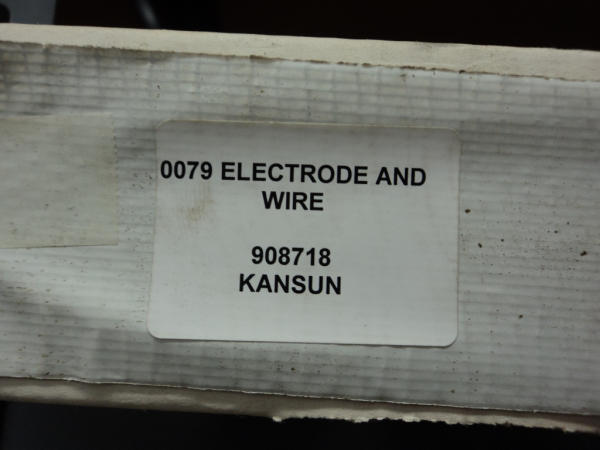 0079 ELECTRODE AND
WIRE
908718
KANSUN